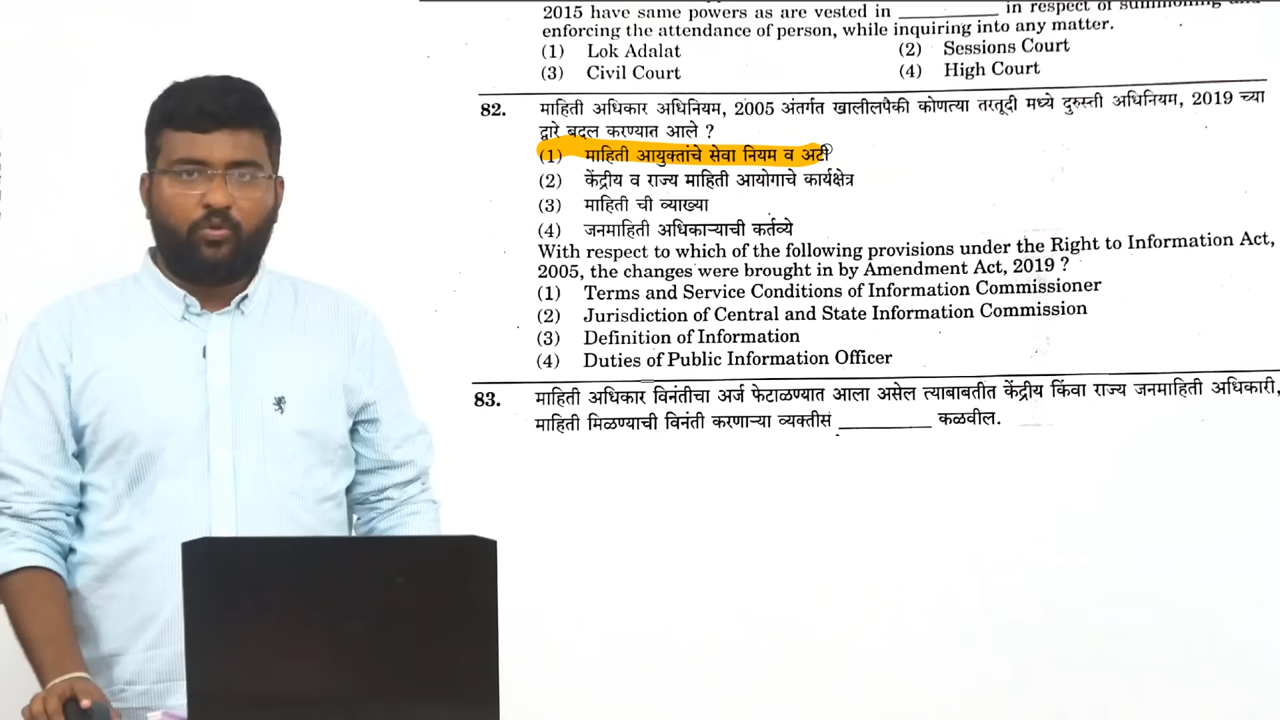 2015 have same powers as are vested in __________ in respect of summoning and
enforcing the attendance of person, while inquiring into any matter.
(1) Lok Adalat (2) Sessions Court
(3) Civil Court (4) High Court
82. माहिती अधिकार अधिनियम, 2005 अंतर्गत खालीलपैकी कोणत्या तरतूदी मध्ये दुरुस्ती अधिनियम, 2019 च्या
द्वारे बदल करण्यात आले ?
(1) माहिती आयुक्तांचे सेवा नियम व अटी
(2) केंद्रीय व राज्य माहिती आयोगाचे कार्यक्षेत्र
(3) माहिती ची व्याख्या
(4) जनमाहिती अधिकाऱ्याची कर्तव्ये
With respect to which of the following provisions under the Right to Information Act,
2005, the changes were brought in by Amendment Act, 2019 ?
(1) Terms and Service Conditions of Information Commissioner
(2) Jurisdiction of Central and State Information Commission
(3) Definition of Information
(4) Duties of Public Information Officer
83. माहिती अधिकार विनंतीचा अर्ज फेटाळण्यात आला असेल त्याबाबतीत केंद्रीय किंवा राज्य जनमाहिती अधिकारी,
माहिती मिळण्याची विनंती करणाऱ्या व्यक्तीस __________ कळवील.